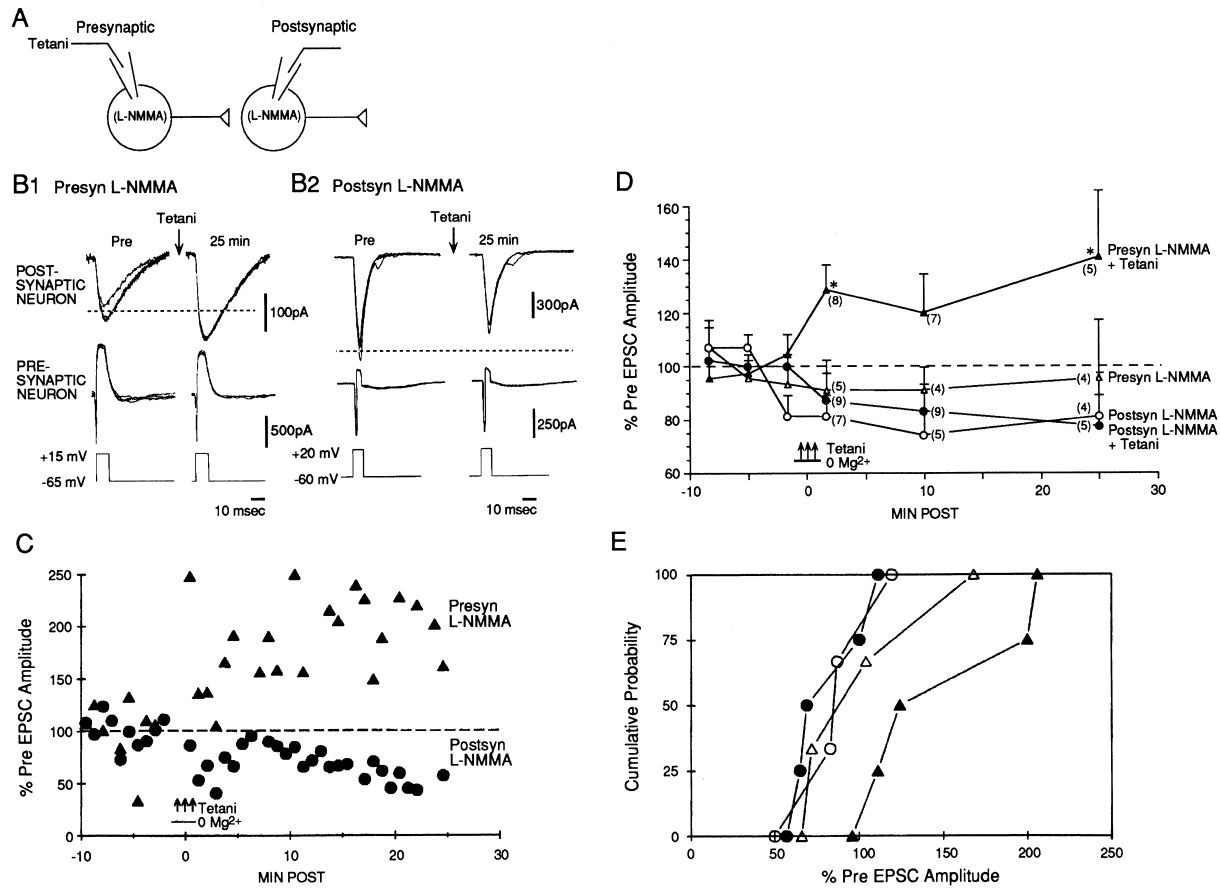 A
Presynaptic
Postsynaptic
Tetani
(L-NMMA)
(L-NMMA)
B1 Presyn L-NMMA
Tetani
Pre
25 min
POST-
SYNAPTIC
NEURON
100pA
PRE-
SYNAPTIC
NEURON
500pA
+15 mV
-65 mV
10 msec
B2 Postsyn L-NMMA
Tetani
Pre
25 min
300pA
250pA
+20 mV
-60 mV
10 msec
C
% Pre EPSC Amplitude
250
200
150
100
50
0
Presyn
L-NMMA
Postsyn
L-NMMA
Tetani
0 Mg2+
-10
0
10
20
30
MIN POST
D
% Pre EPSC Amplitude
160
140
120
100
80
60
*
(8)
(7)
*
(5)
Presyn L-NMMA
+ Tetani
(5)
(4)
(4)
Presyn L-NMMA
(9)
(9)
(4)
Postsyn L-NMMA
(7)
(5)
(5)
Postsyn L-NMMA
+ Tetani
Tetani
0 Mg2+
-10
0
10
20
30
MIN POST
E
Cumulative Probability
100
75
50
25
0
0
50
100
150
200
250
% Pre EPSC Amplitude